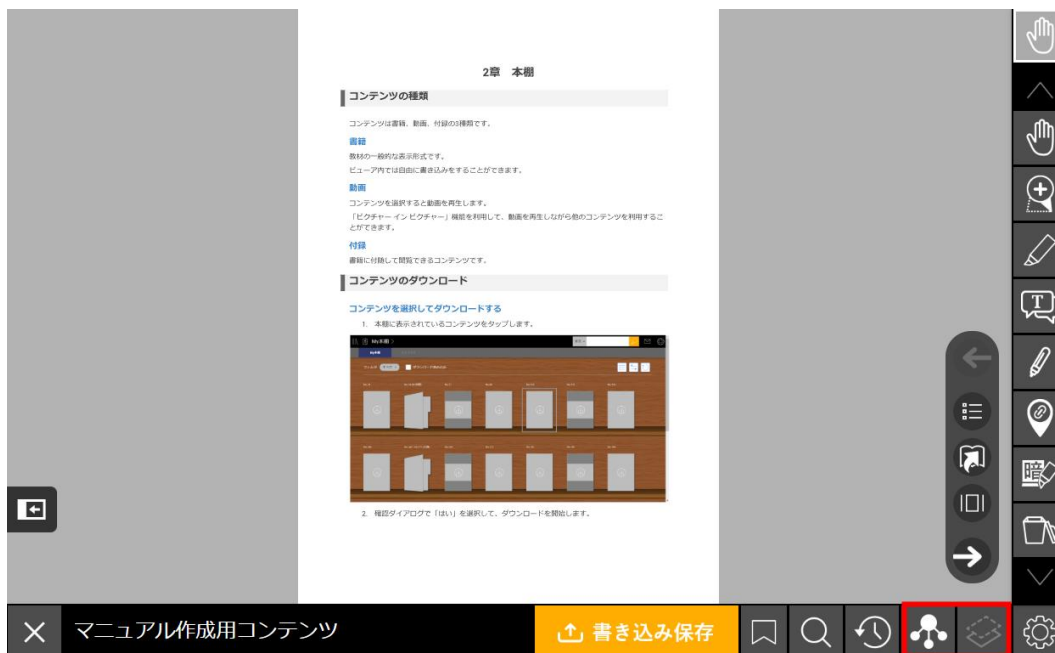 2章 本棚
コンテンツの種類
コンテンツは書籍、動画、付録の3種類です。
書籍
教材の一般的な表示形式です。
ビューア内では自由に書き込みをすることができます。
動画
コンテンツを選択すると動画を再生します。
「ピクチャー イン ピクチャー」機能を利用して、動画を再生しながら他のコンテンツを利用するこ
とができます。
付録
書籍に付随して閲覧できるコンテンツです。
コンテンツのダウンロード
コンテンツを選択してダウンロードする
1. 本棚に表示されているコンテンツをタップします。
My本棚
My本棚
2. 確認ダイアログで「はい」を選択して、ダウンロードを開始します。
T
暗
マニュアル作成用コンテンツ
書き込み保存